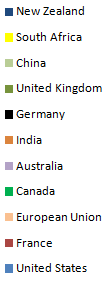 New Zealand
South Africa
China
United Kingdom
Germany
India
Australia
Canada
European Union
France
United States